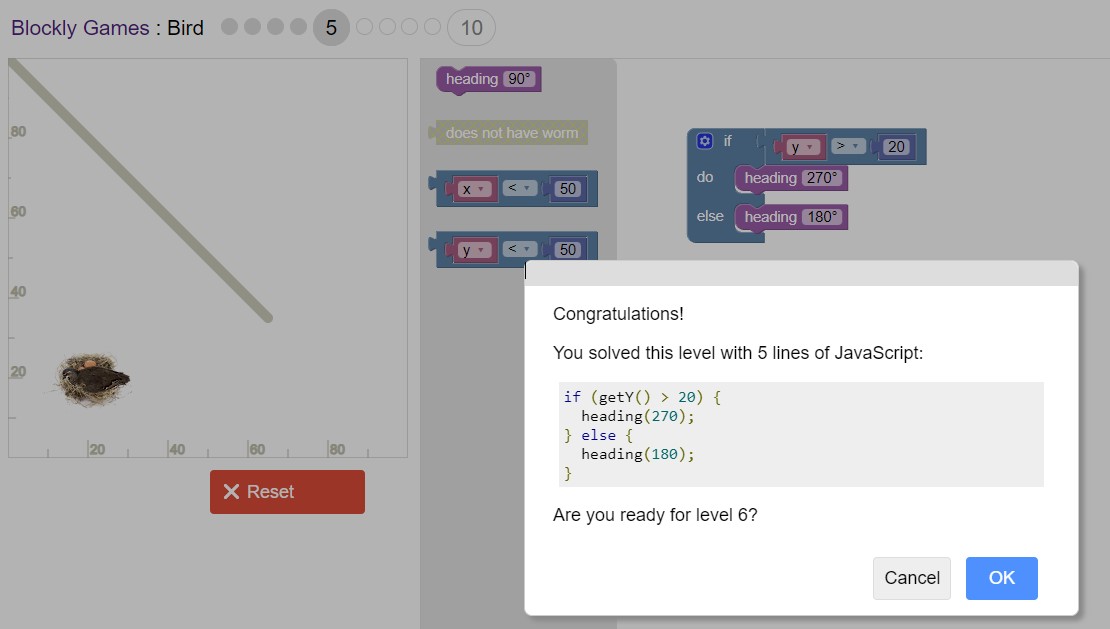 Blockly Games : Bird 5 10
80
60
40
20
20 40 60 80
Reset
heading 90°
does not have worm
x < 50
y < 50
if y > 20
do heading 270°
else heading 180°
Congratulations!
You solved this level with 5 lines of JavaScript:
if (getY() > 20) {
heading(270);
} else {
heading(180);
}
Are you ready for level 6?
Cancel OK